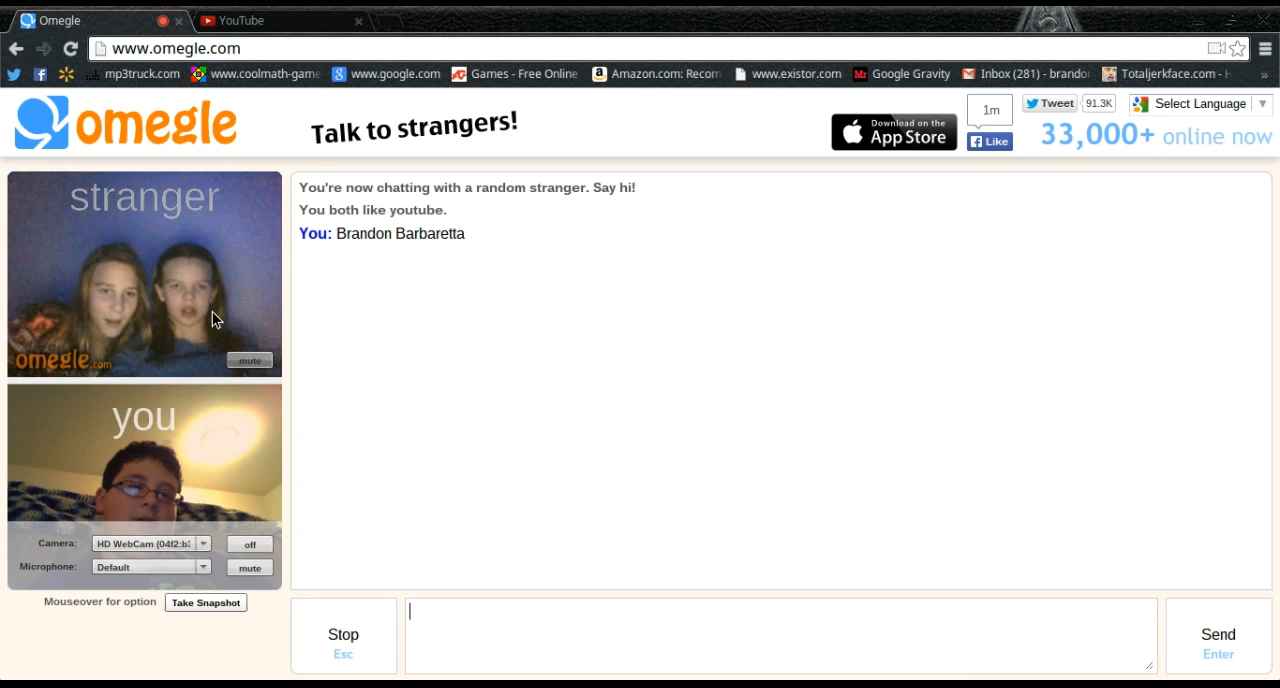 Omegle
YouTube
www.omegle.com
mp3truck.com
www.coolmath-game
www.google.com
Games - Free Online
Amazon.com: Recom
www.existor.com
Google Gravity
Inbox (281) - brandon
Totaljerkface.com - H
»
omegle
Talk to strangers!
Download on the
App Store
1m
Like
Tweet
91.3K
Select Language
33,000+ online now
stranger
omegle.com
mute
you
Camera:
HD WebCam (04f2:b3
off
Microphone:
Default
mute
Mouseover for option
Take Snapshot
You're now chatting with a random stranger. Say hi!
You both like youtube.
You: Brandon Barbaretta
Stop
Esc
Send
Enter